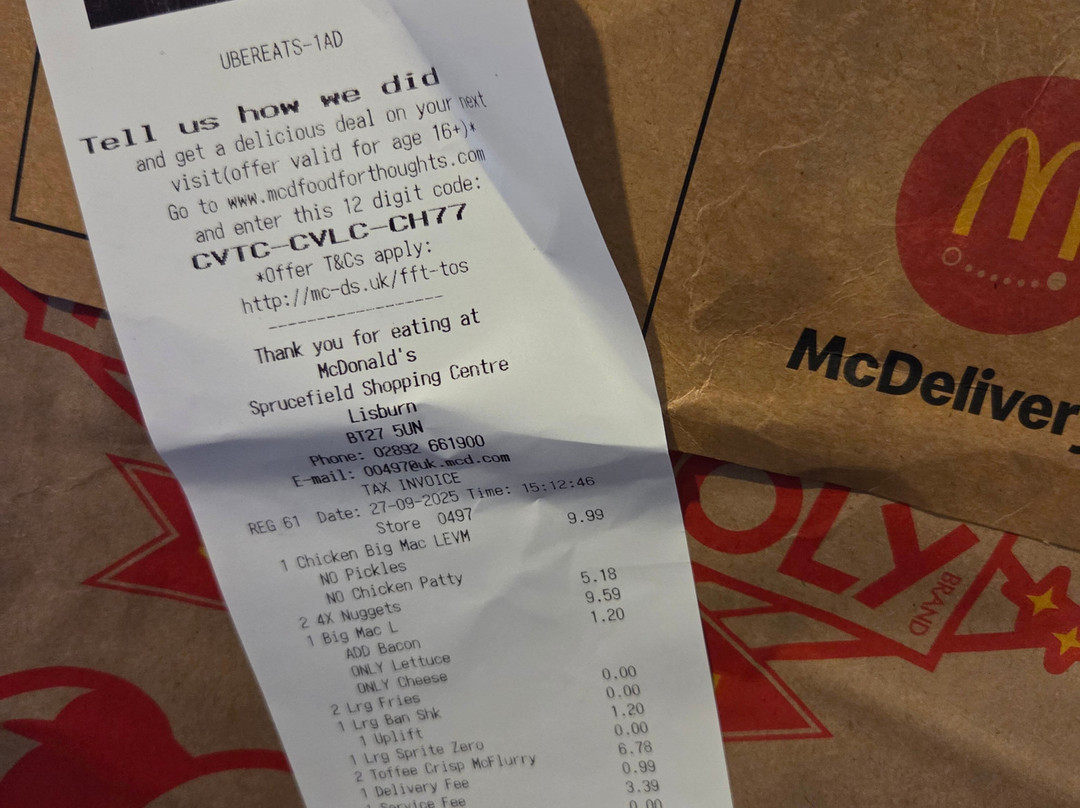 UBEREATS-1AD
Tell us how we did
and get a delicious deal on your next
visit(offer valid for age 16+)*
Go to www.mcdfoodforthoughts.com
and enter this 12 digit code:
CVTC-CVLC-CH77
*Offer T&Cs apply:
http://mc-ds.uk/fft-tos
--------------------
Thank you for eating at
McDonald's
Sprucefield Shopping Centre
Lisburn
BT27 5UN
Phone: 02892 661900
E-mail: 00497@uk.mcd.com
TAX INVOICE
REG 61 Date: 27-09-2025 Time: 15:12:46
Store 0497
1 Chicken Big Mac LEVM 9.99
NO Pickles
NO Chicken Patty
2 4X Nuggets 5.18
1 Big Mac L 9.59
ADD Bacon 1.20
ONLY Lettuce
ONLY Cheese
2 Lrg Fries 0.00
1 Lrg Ban Shk 0.00
1 Uplift 1.20
1 Lrg Sprite Zero 0.00
2 Toffee Crisp McFlurry 6.78
1 Delivery Fee 0.99
1 Service Fee 3.39
0.00
McDelivery
OLY
BRAND